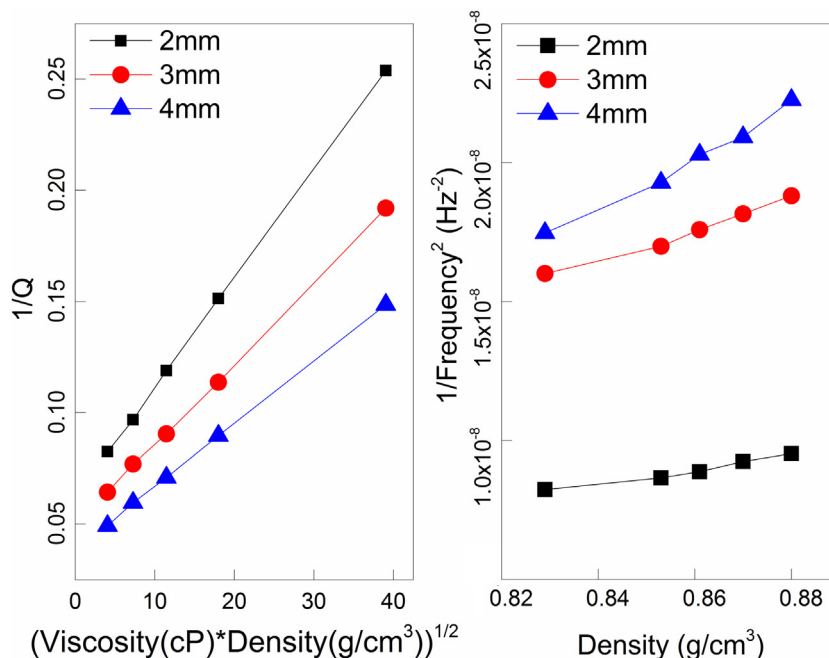 2mm
3mm
4mm
1/Q
0.25
0.20
0.15
0.10
0.05
0 10 20 30 40
(Viscosity(cP)*Density(g/cm³))^1/2
2mm
3mm
4mm
1/Frequency² (Hz⁻²)
2.5x10⁻⁸
2.0x10⁻⁸
1.5x10⁻⁸
1.0x10⁻⁸
0.82 0.84 0.86 0.88
Density (g/cm³)